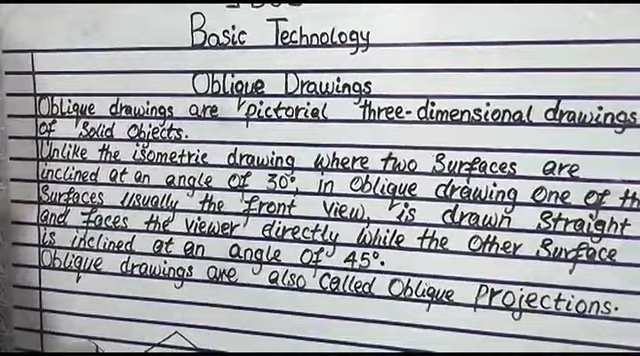 Basic Technology
Oblique Drawings
Oblique drawings are pictorial three-dimensional drawings
of Solid Objects.
Unlike the isometric drawing where two Surfaces are
inclined at an angle of 30°, in Oblique drawing One of th
Surfaces usually the front view, is drawn Straight
and faces the viewer directly while the Other Surface
is inclined at an angle Of 45°.
Oblique drawings are also called Oblique Projections.